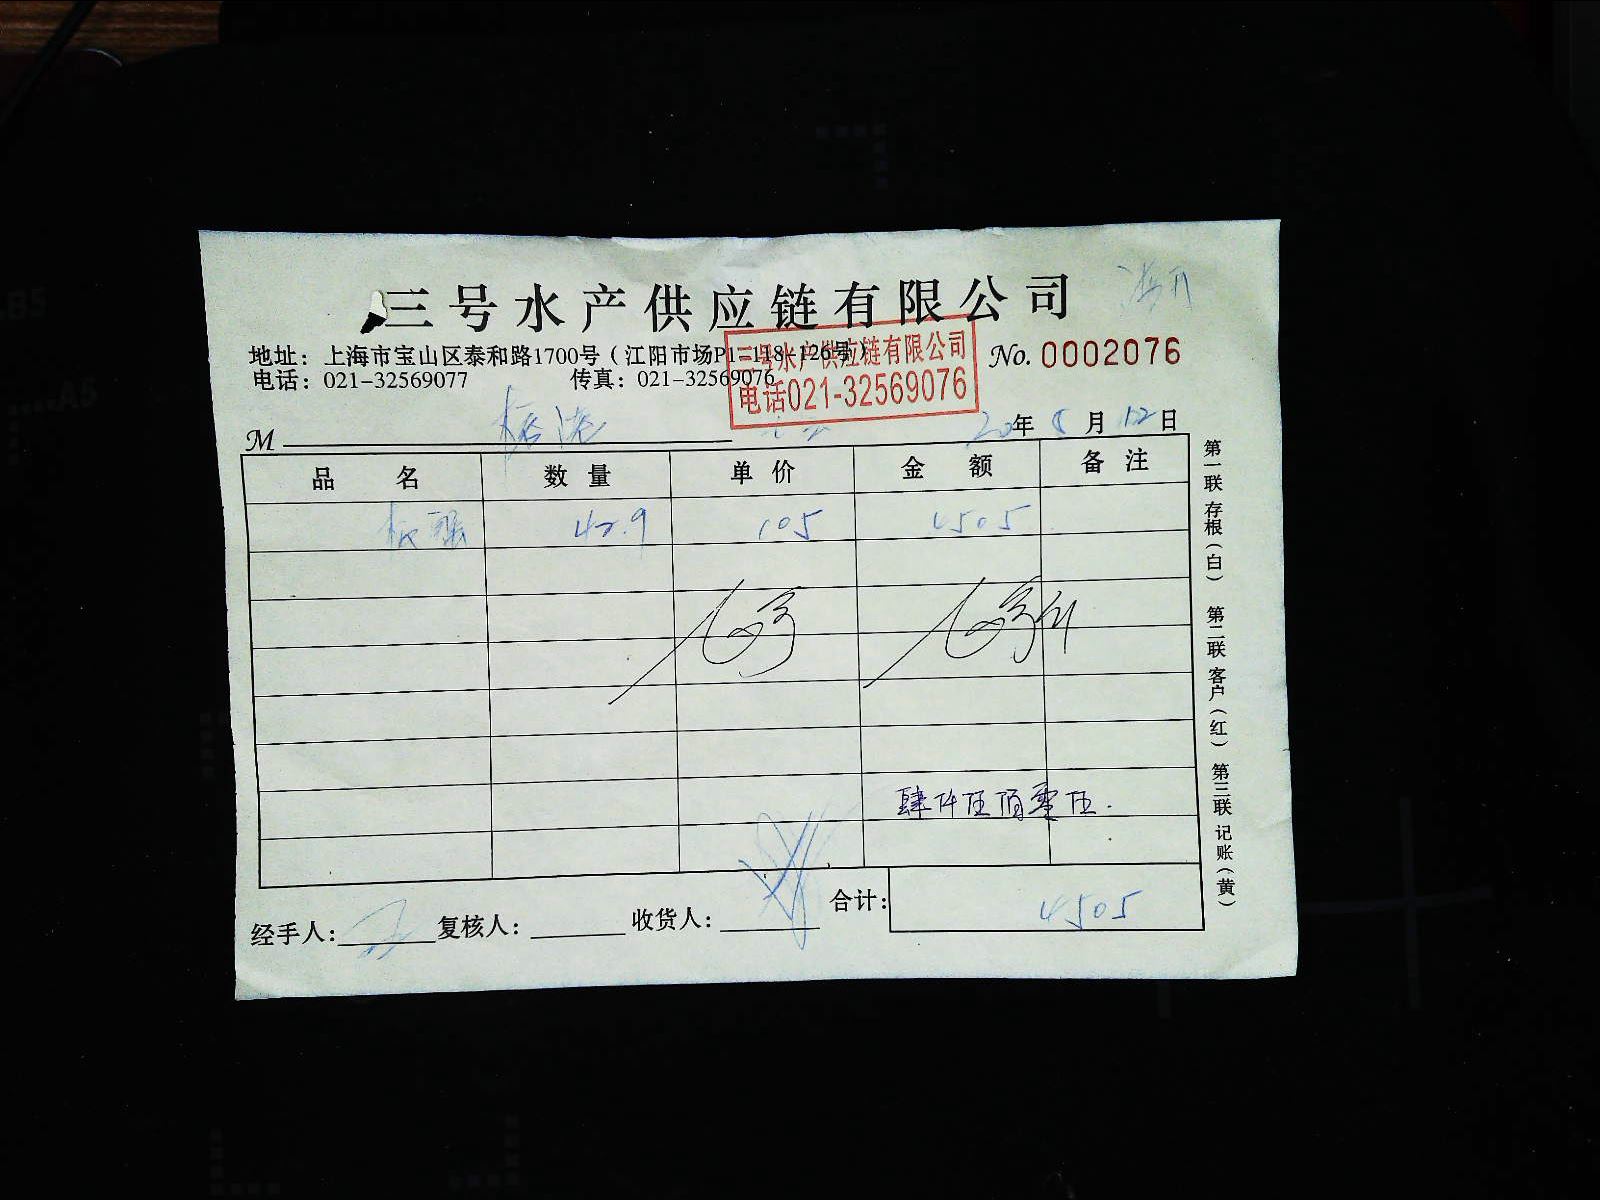 三号水产供应链有限公司
地址：上海市宝山区泰和路1700号（江阳市场P1-118-126号）
No. 0002076
电话：021-32569077 传真：021-32569076
三号水产供应链有限公司
电话021-32569076
M 20年 8月 12日
品名 数量 单价 金额 备注
42.9 105 4505
肆仟伍佰零伍.
合计： 4505
经手人： 复核人： 收货人：
第一联 存根（白） 第二联 客户（红） 第三联 记账（黄）